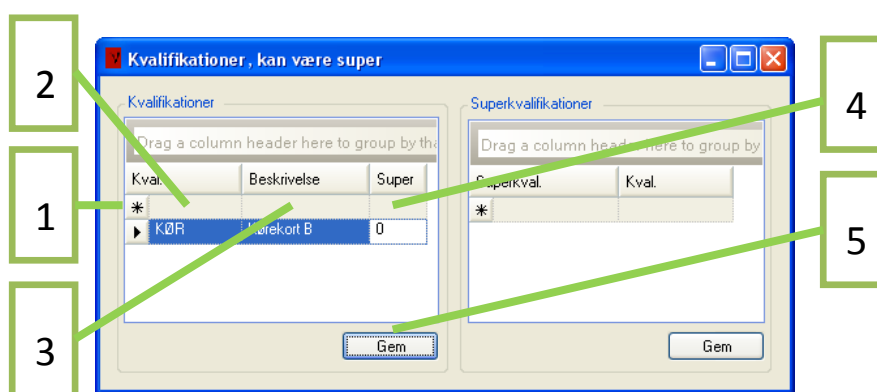 Kvalifikationer, kan være super
Kvalifikationer
Drag a column header here to group by tha
Kval. Beskrivelse Super
KØR Kørekort B 0
Gem
Superkvalifikationer
Drag a column header here to group by
Superkval. Kval.
Gem
2
1
3
4
5